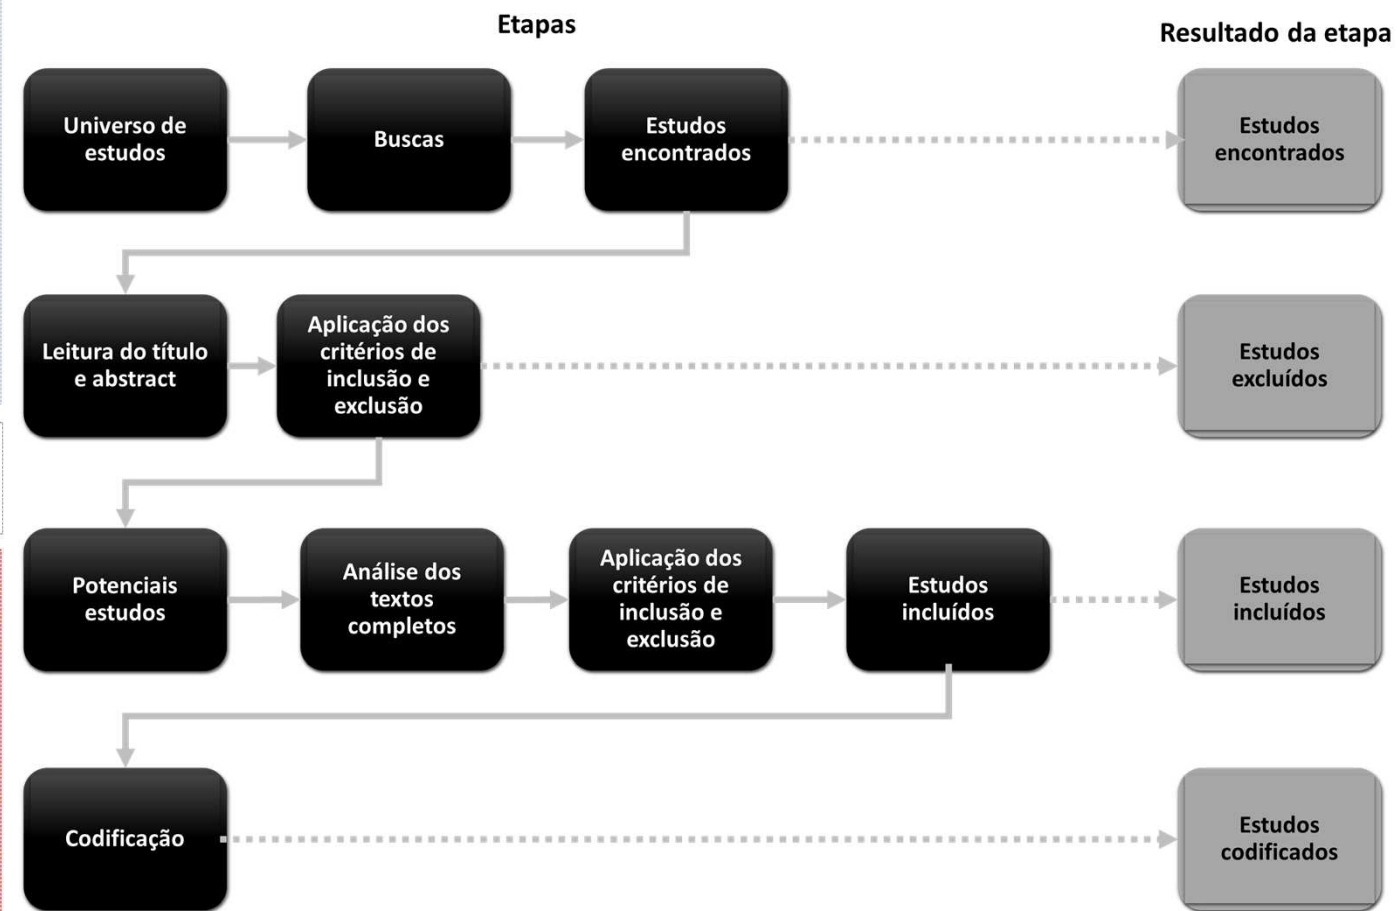 Etapas
Resultado da etapa
Universo de
estudos
Buscas
Estudos
encontrados
Estudos
encontrados
Leitura do título
e abstract
Aplicação dos
critérios de
inclusão e
exclusão
Estudos
excluídos
Potenciais
estudos
Análise dos
textos
completos
Aplicação dos
critérios de
inclusão e
exclusão
Estudos
incluídos
Estudos
incluídos
Codificação
Estudos
codificados